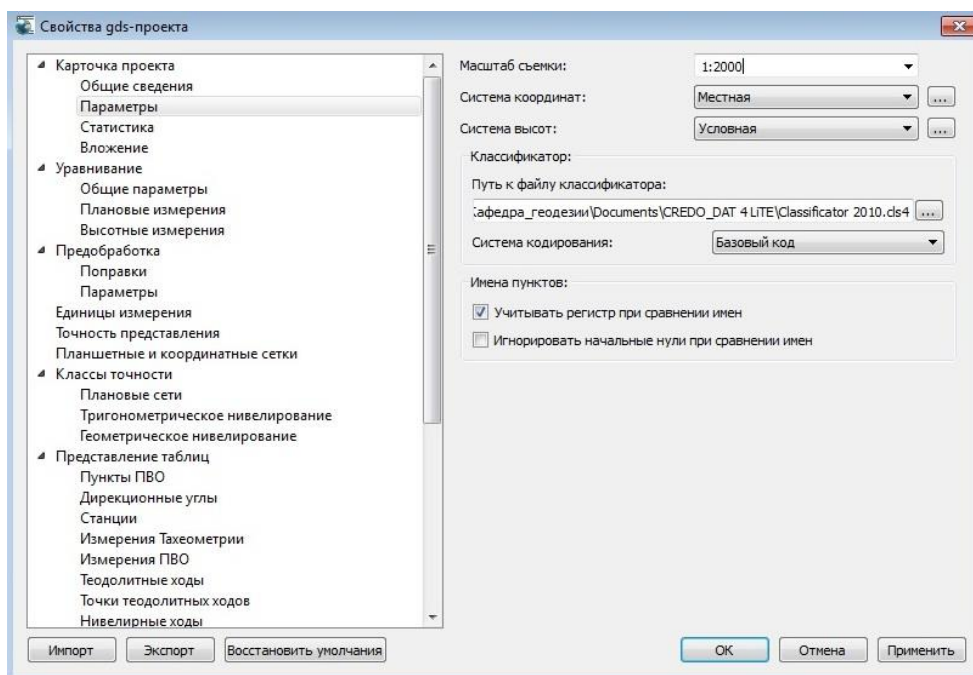 Свойства gds-проекта
Карточка проекта
Общие сведения
Параметры
Статистика
Вложение
Уравнивание
Общие параметры
Плановые измерения
Высотные измерения
Предобработка
Поправки
Параметры
Единицы измерения
Точность представления
Планшетные и координатные сетки
Классы точности
Плановые сети
Тригонометрическое нивелирование
Геометрическое нивелирование
Представление таблиц
Пункты ПВО
Дирекционные углы
Станции
Измерения Тахеометрии
Измерения ПВО
Теодолитные ходы
Точки теодолитных ходов
Нивелирные ходы
Масштаб съемки: 1:2000
Система координат: Местная ...
Система высот: Условная ...
Классификатор:
Путь к файлу классификатора:
Кафедра_геодезии\Documents\CREDO_DAT 4 LiTE\Classificator 2010.cls4 ...
Система кодирования: Базовый код
Имена пунктов:
Учитывать регистр при сравнении имен
Игнорировать начальные нули при сравнении имен
Импорт Экспорт Восстановить умолчания OK Отмена Применить